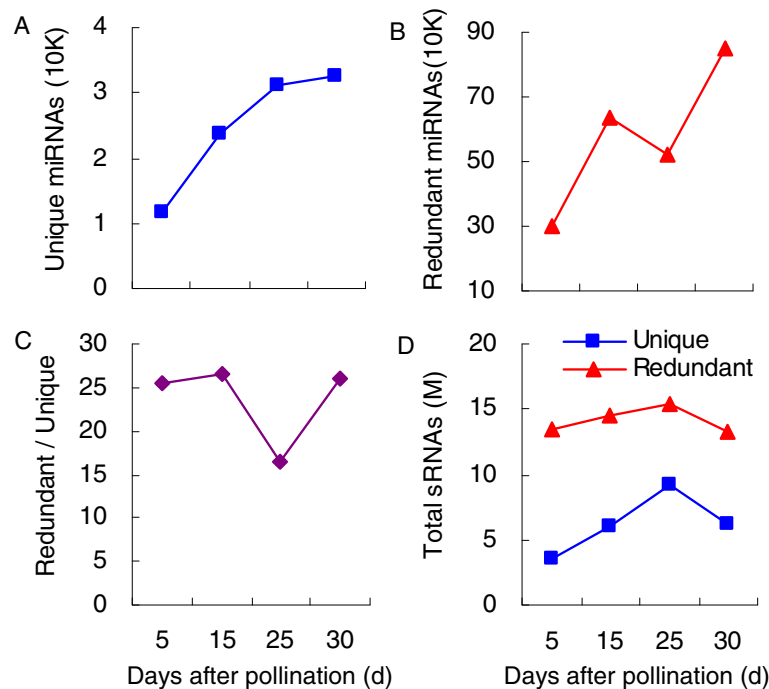 A
Unique miRNAs (10K)
4
3
2
1
0
B
Redundant miRNAs(10K)
90
70
50
30
10
C
Redundant / Unique
30
25
20
15
10
5
0
5 15 25 30
Days after pollination (d)
D
Total sRNAs (M)
20
15
10
5
0
Unique
Redundant
5 15 25 30
Days after pollination (d)